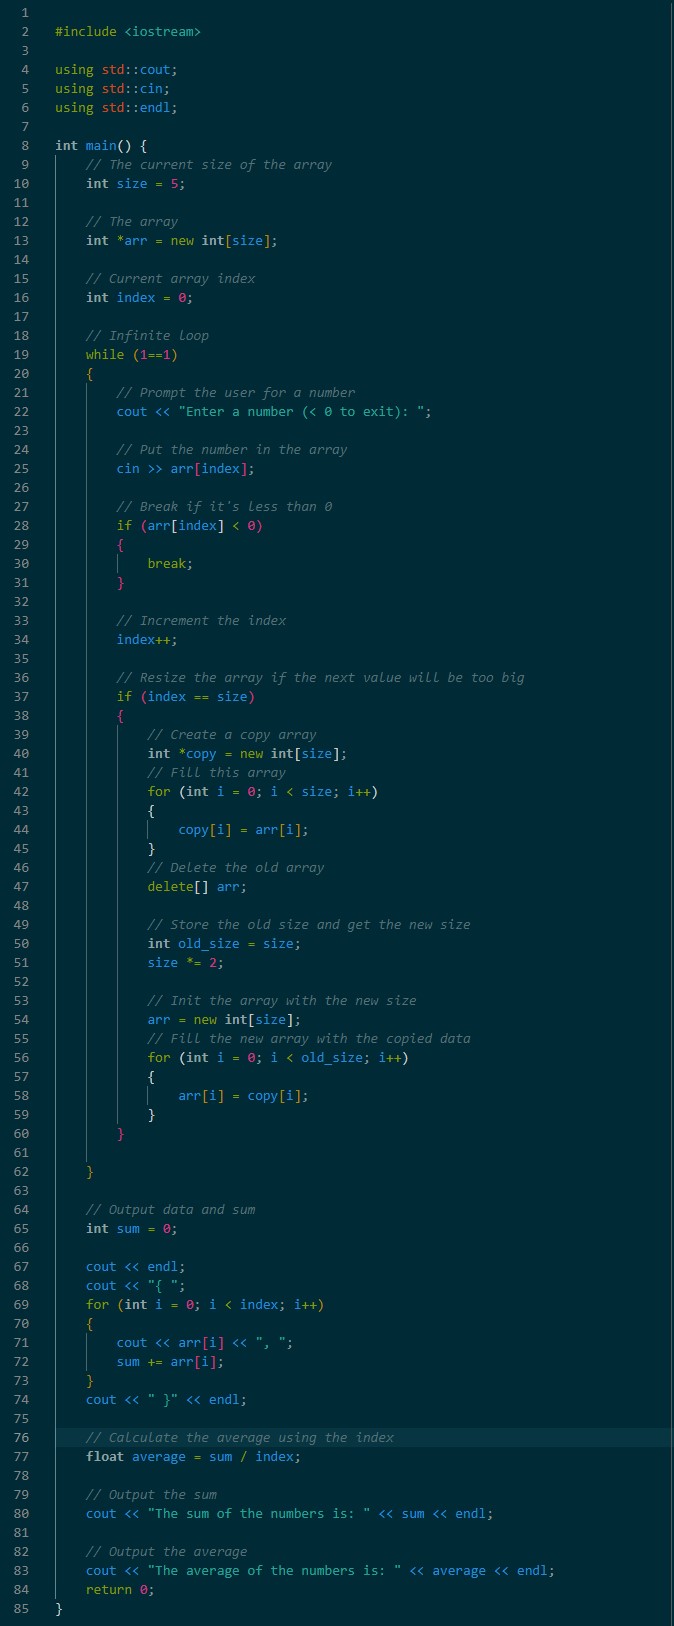 1
2 #include <iostream>
3
4 using std::cout;
5 using std::cin;
6 using std::endl;
7
8 int main() {
9     // The current size of the array
10     int size = 5;
11
12     // The array
13     int *arr = new int[size];
14
15     // Current array index
16     int index = 0;
17
18     // Infinite loop
19     while (1==1)
20     {
21         // Prompt the user for a number
22         cout << "Enter a number (< 0 to exit): ";
23
24         // Put the number in the array
25         cin >> arr[index];
26
27         // Break if it's less than 0
28         if (arr[index] < 0)
29         {
30             break;
31         }
32
33         // Increment the index
34         index++;
35
36         // Resize the array if the next value will be too big
37         if (index == size)
38         {
39             // Create a copy array
40             int *copy = new int[size];
41             // Fill this array
42             for (int i = 0; i < size; i++)
43             {
44                 copy[i] = arr[i];
45             }
46             // Delete the old array
47             delete[] arr;
48
49             // Store the old size and get the new size
50             int old_size = size;
51             size *= 2;
52
53             // Init the array with the new size
54             arr = new int[size];
55             // Fill the new array with the copied data
56             for (int i = 0; i < old_size; i++)
57             {
58                 arr[i] = copy[i];
59             }
60         }
61
62     }
63
64     // Output data and sum
65     int sum = 0;
66
67     cout << endl;
68     cout << "{ ";
69     for (int i = 0; i < index; i++)
70     {
71         cout << arr[i] << ", ";
72         sum += arr[i];
73     }
74     cout << " }" << endl;
75
76     // Calculate the average using the index
77     float average = sum / index;
78
79     // Output the sum
80     cout << "The sum of the numbers is: " << sum << endl;
81
82     // Output the average
83     cout << "The average of the numbers is: " << average << endl;
84     return 0;
85 }